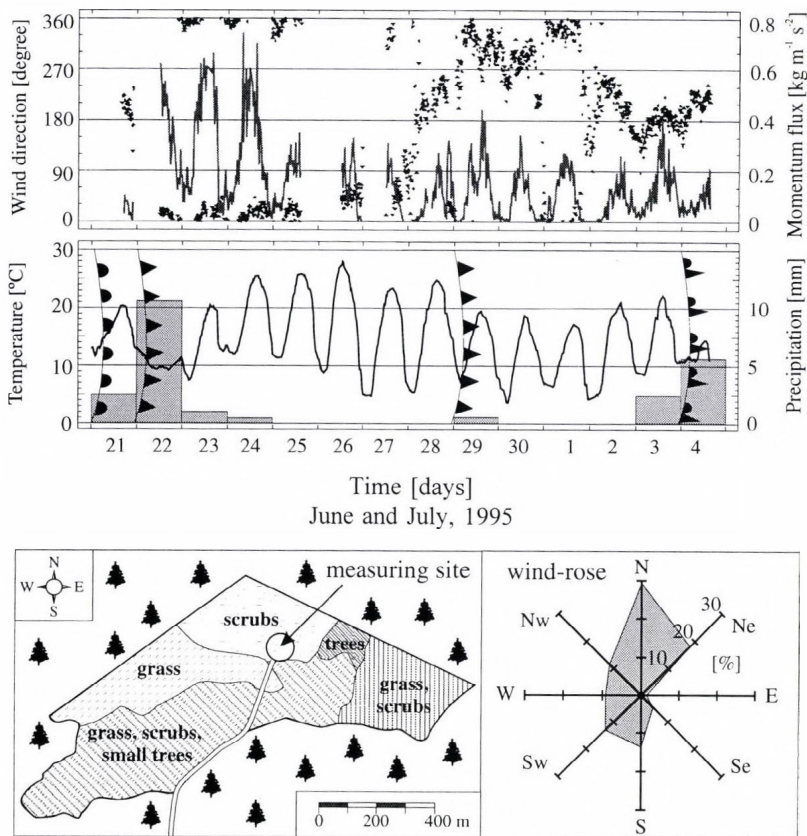 Wind direction [degree]
360
270
180
90
0
0.8
0.6
0.4
0.2
0
Momentum flux [kg m-1 s-2]
Temperature [ºC]
30
20
10
0
10
5
0
Precipitation [mm]
21 22 23 24 25 26 27 28 29 30 1 2 3 4
Time [days]
June and July, 1995
N
W E
S
measuring site
scrubs
trees
grass
grass,
scrubs
grass, scrubs,
small trees
0 200 400 m
wind-rose
N
Nw
30
Ne
20
10
[%]
W
E
Sw
Se
S